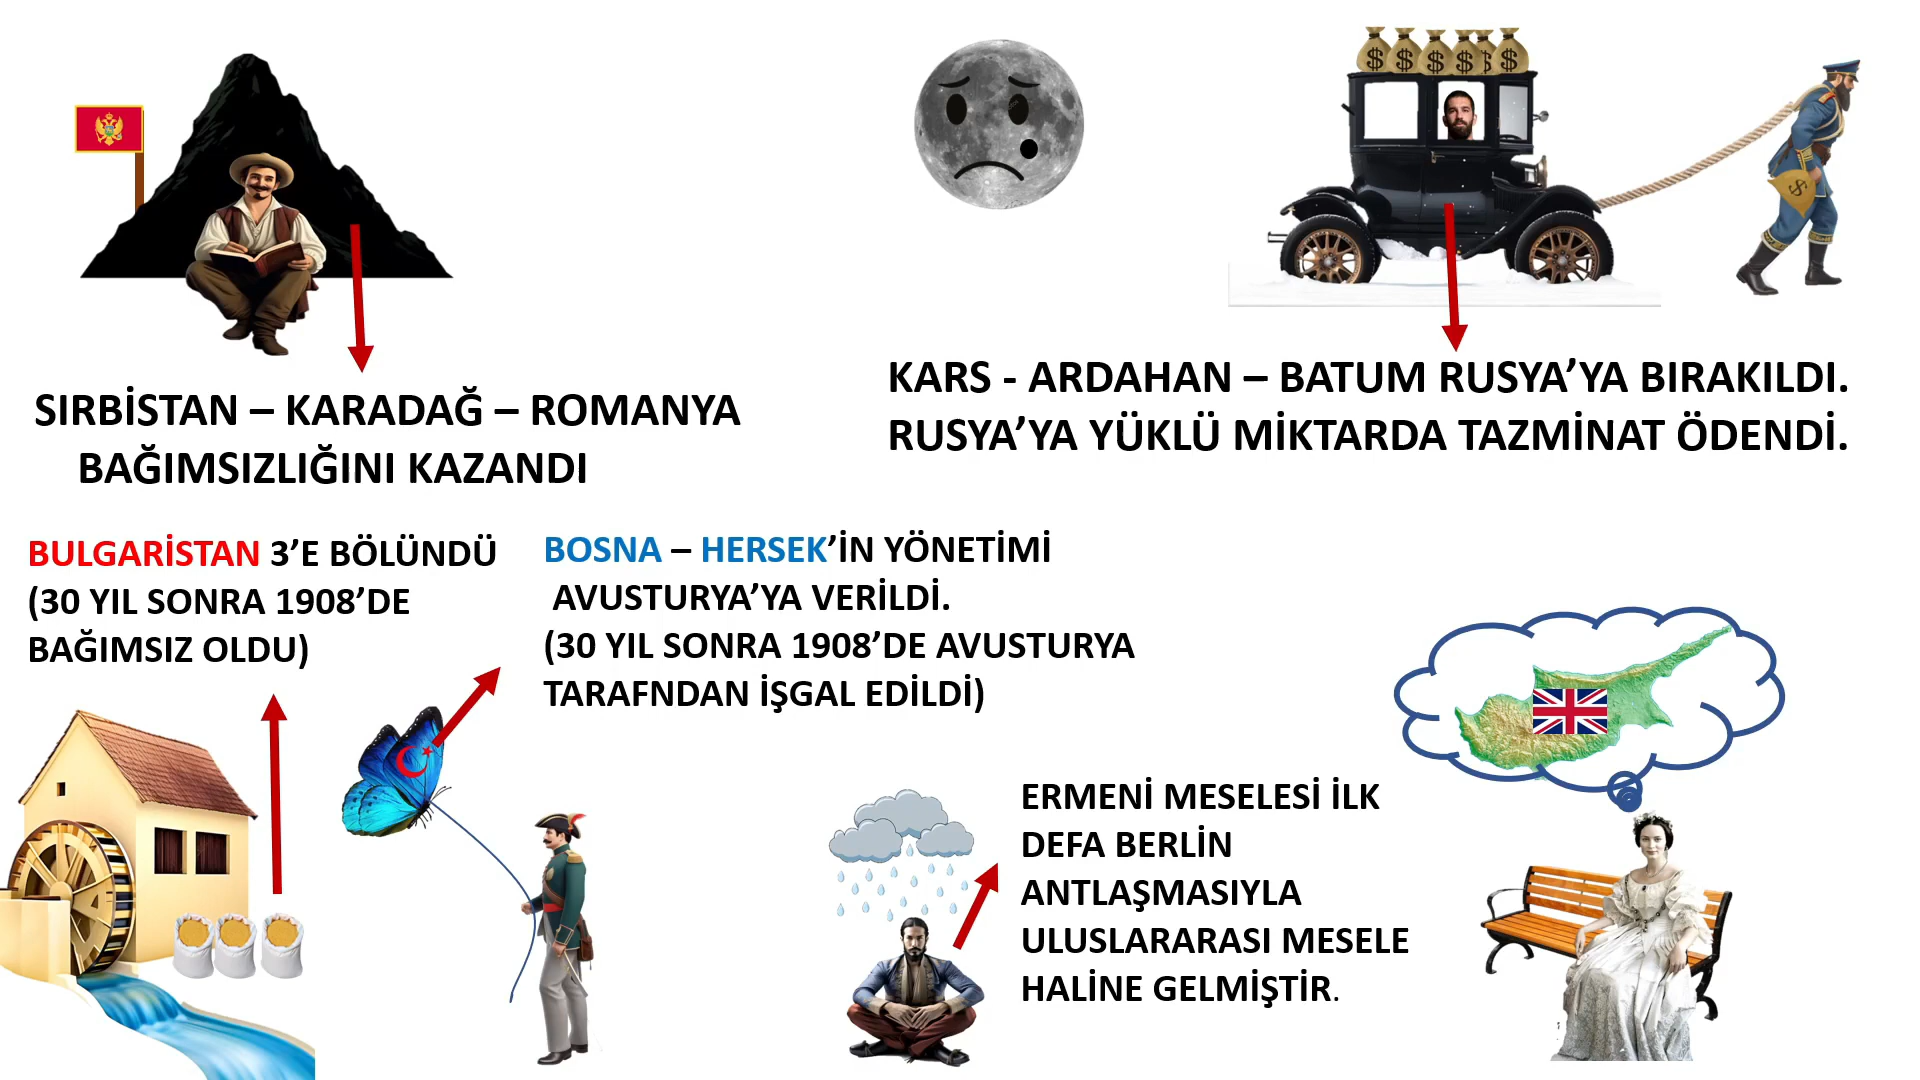 SIRBİSTAN – KARADAĞ – ROMANYA
BAĞIMSIZLIĞINI KAZANDI
KARS - ARDAHAN – BATUM RUSYA’YA BIRAKILDI.
RUSYA’YA YÜKLÜ MİKTARDA TAZMİNAT ÖDENDİ.
BULGARİSTAN 3’E BÖLÜNDÜ
(30 YIL SONRA 1908’DE
BAĞIMSIZ OLDU)
BOSNA – HERSEK’İN YÖNETİMİ
AVUSTURYA’YA VERİLDİ.
(30 YIL SONRA 1908’DE AVUSTURYA
TARAFNDAN İŞGAL EDİLDİ)
ERMENİ MESELESİ İLK
DEFA BERLİN
ANTLAŞMASIYLA
ULUSLARARASI MESELE
HALİNE GELMİŞTİR.